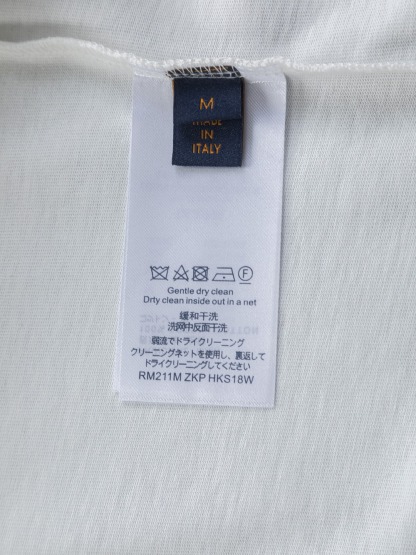 M
MADE
IN
ITALY
Gentle dry clean
Drty clean inside out in a net
缓和干洗
洗网中反面干洗
弱流でドライクリーニング
クリーニングネットを使用し、裏返して
ドライクリーニングしてください
RM211M ZKP HKS18W